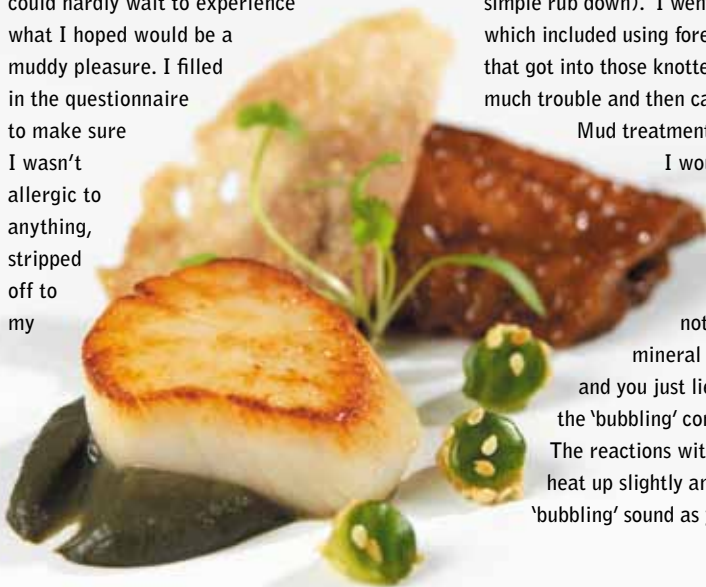 could hardly wait to experience
what I hoped would be a
muddy pleasure. I filled
in the questionnaire
to make sure
I wasn't
allergic to
anything,
stripped
off to
my
simple rub down). I wen
which included using fore
that got into those knotte
much trouble and then ca
Mud treatment
I wo
not
mineral
and you just lie
the 'bubbling' con
The reactions wit
heat up slightly an
'bubbling' sound as